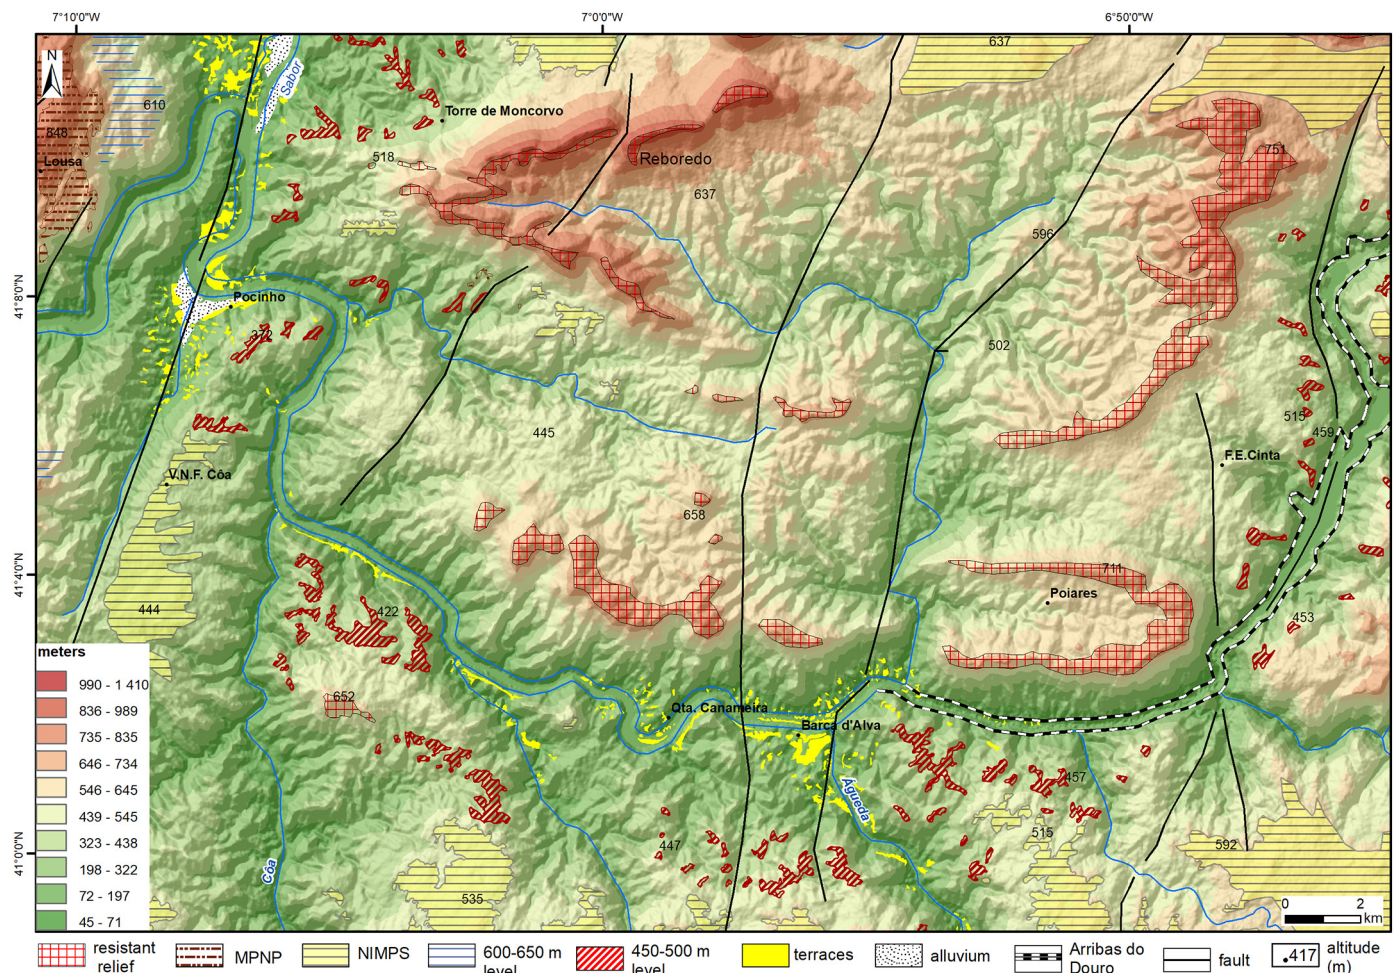 7°10'0"W
7°0'0"W
6°50'0"W
41°8'0"N
41°4'0"N
41°0'0"N
N
Sabor
637
610
848
Lousa
Torre de Moncorvo
518
Reboredo
637
751
596
Pocinho
372
502
445
515
459
F.E.Cinta
V.N.F. Côa
658
444
422
711
Poiares
453
652
Qta. Canameira
Barca d'Alva
Águeda
457
447
515
592
535
Côa
meters
990 - 1 410
836 - 989
735 - 835
646 - 734
546 - 645
439 - 545
323 - 438
198 - 322
72 - 197
45 - 71
0 2
km
resistant
relief
MPNP
NIMPS
600-650 m
level
450-500 m
level
terraces
alluvium
Arribas do
Douro
fault
.417
altitude
(m)